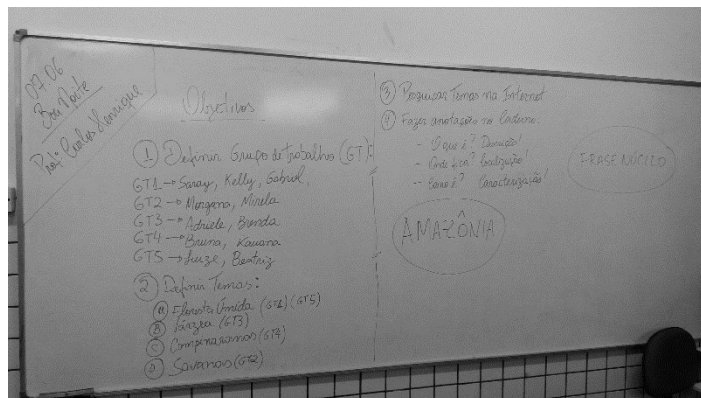 07.06
Boa Noite
Prof: Carlos Henrique
Objetivos
1 Definir Grupo de trabalhos (GT):
GT1 → Saray, Kelly, Gabriel,
GT2 → Morgana, Mirela
GT3 → Adriele, Brenda
GT4 → Bruna, Kauana
GT5 → Luize, Beatriz
2 Definir Temas:
A Floresta Úmida (GT1) (GT5)
B Várzea (GT3)
C Campinaranas (GT4)
D Savanas (GT2)
3 Pesquisar Temas na Internet
4 Fazer anotações no Caderno.
- O que é? Definição!
- Onde fica? Localização!
- Como é? Caracterização!
AMAZÔNIA
FRASE NÚCLEO